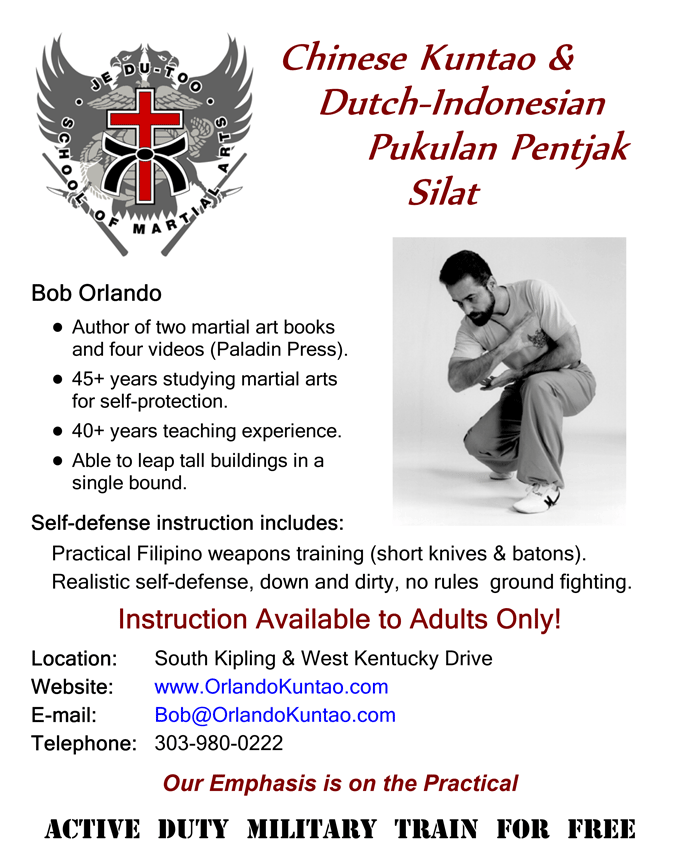 JE DU-TOO
SCHOOL OF MARTIAL ARTS
Chinese Kuntao &
Dutch-Indonesian
Pukulan Pentjak
Silat
Bob Orlando
● Author of two martial art books
and four videos (Paladin Press).
● 45+ years studying martial arts
for self-protection.
● 40+ years teaching experience.
● Able to leap tall buildings in a
single bound.
Self-defense instruction includes:
Practical Filipino weapons training (short knives & batons).
Realistic self-defense, down and dirty, no rules ground fighting.
Instruction Available to Adults Only!
Location: South Kipling & West Kentucky Drive
Website: www.OrlandoKuntao.com
E-mail: Bob@OrlandoKuntao.com
Telephone: 303-980-0222
Our Emphasis is on the Practical
ACTIVE DUTY MILITARY TRAIN FOR FREE